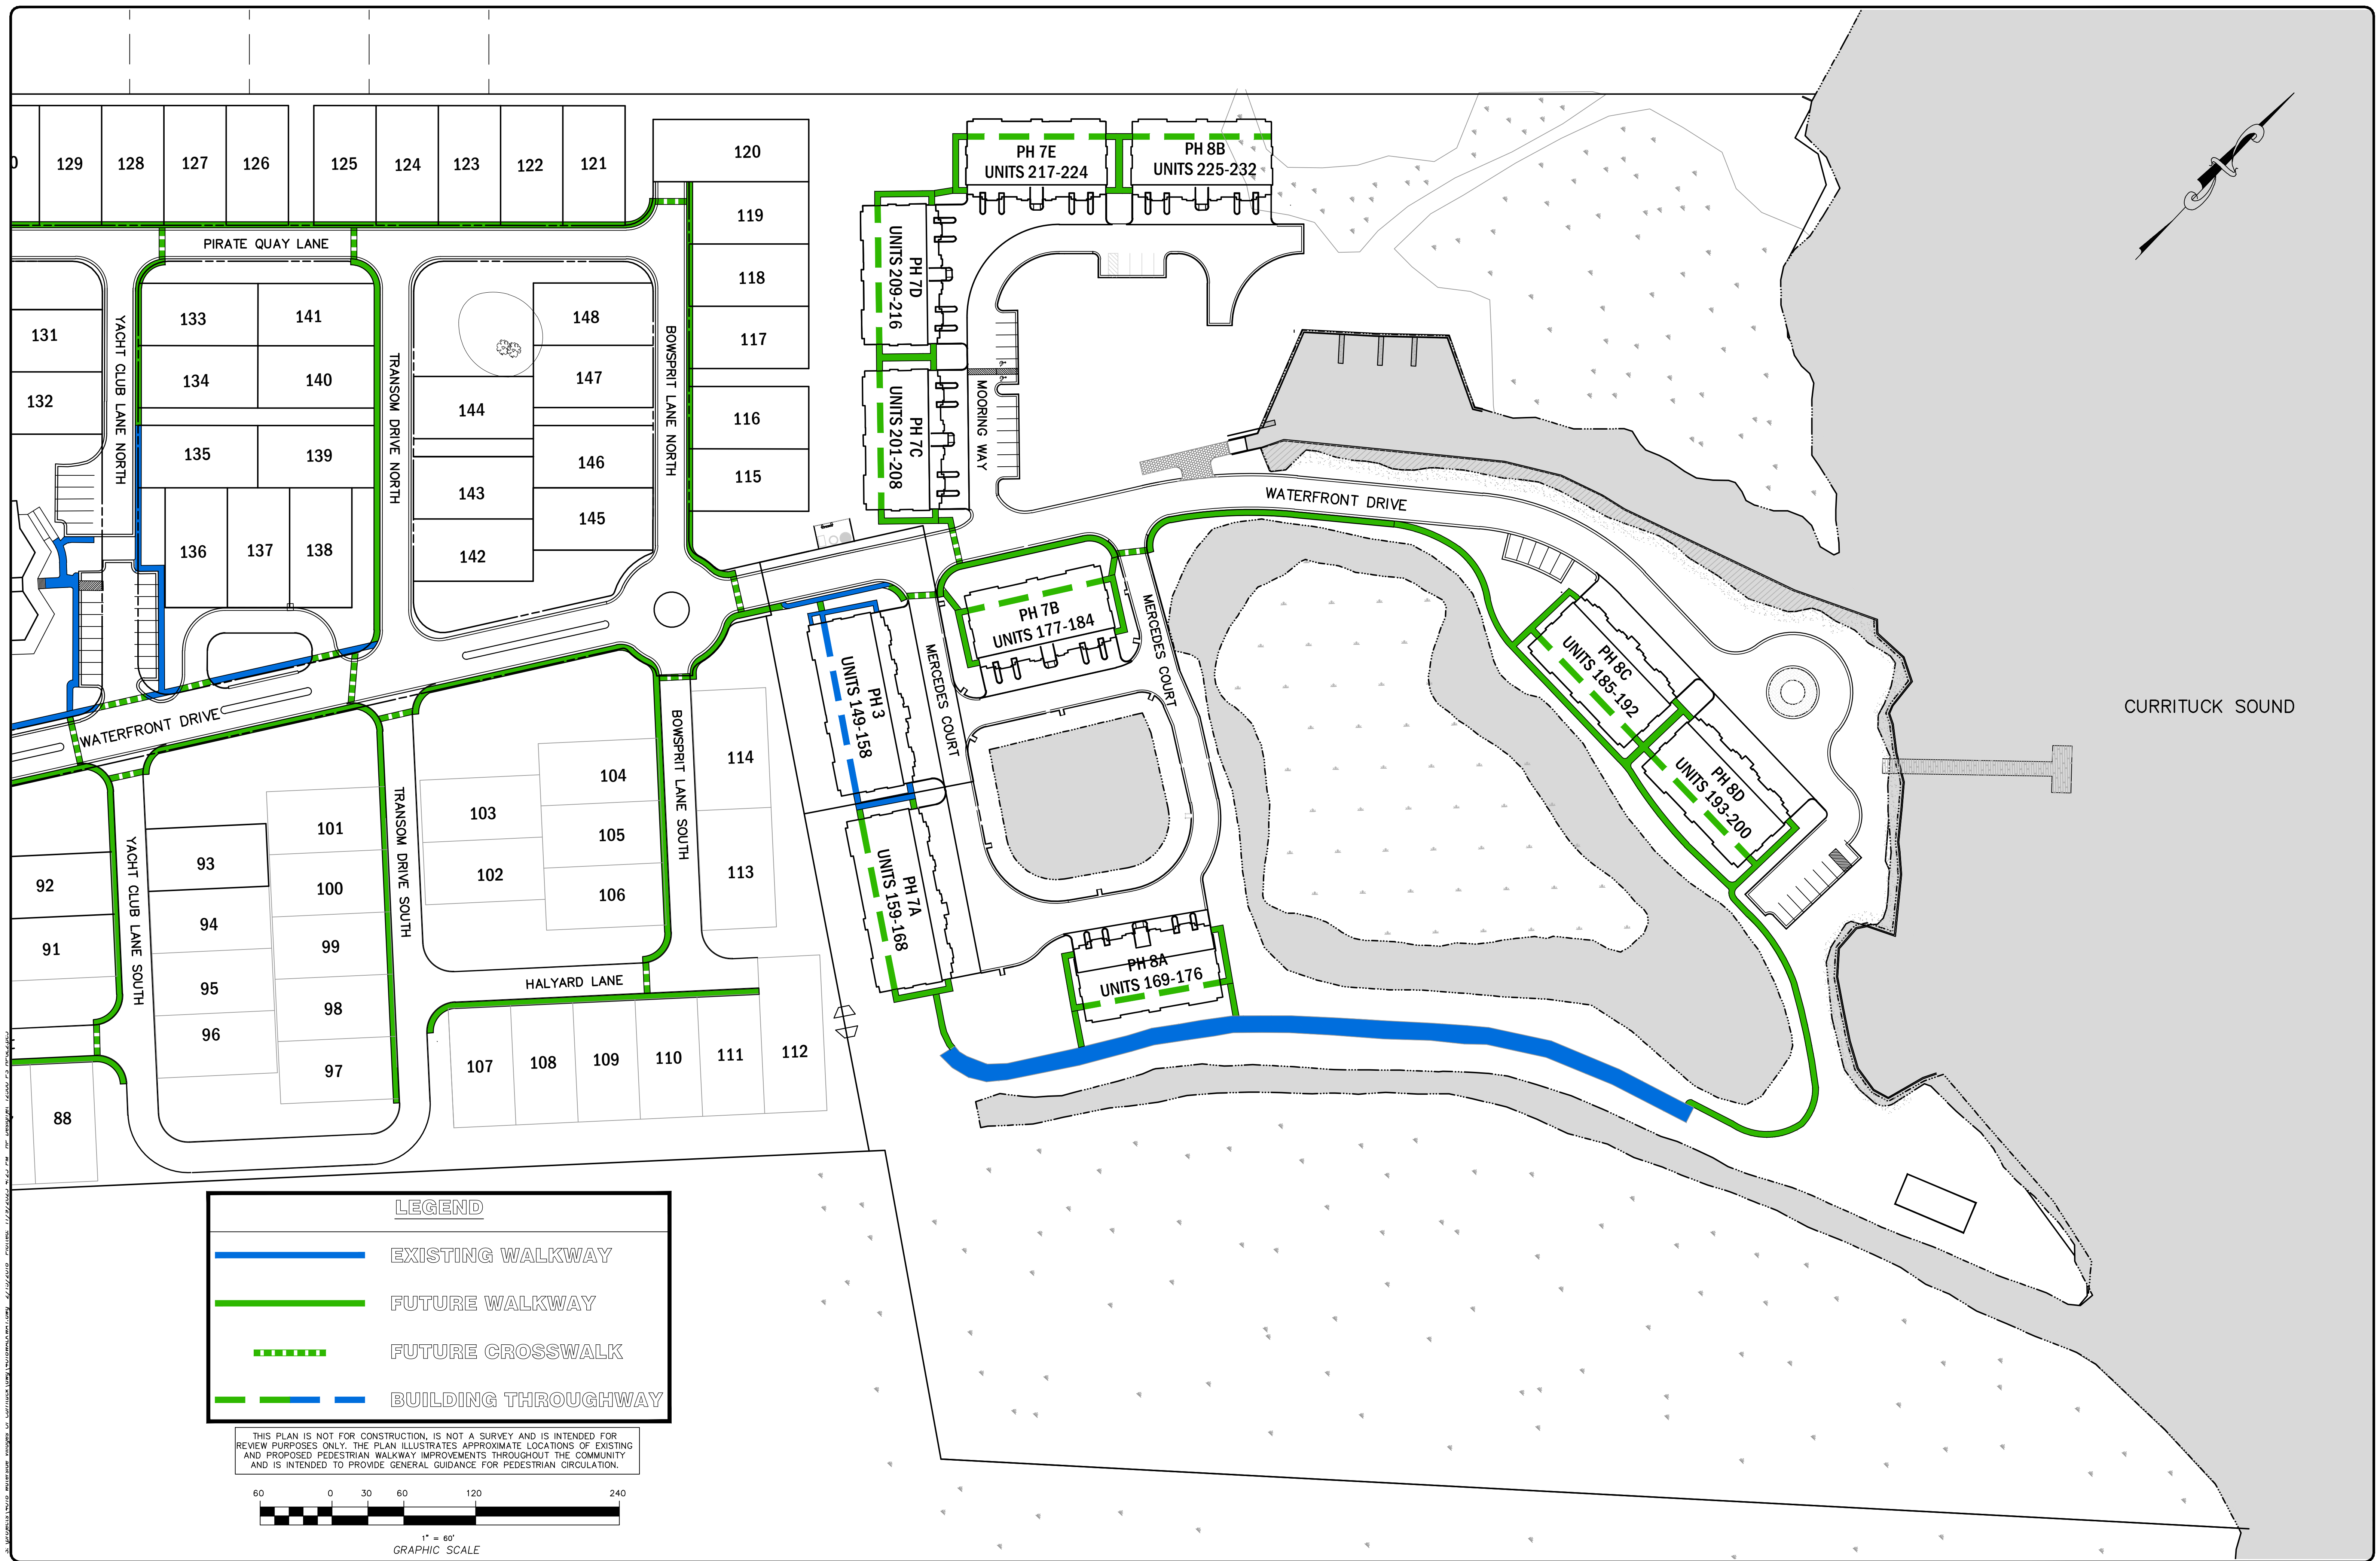 129
128
127
126
125
124
123
122
121
120
119
118
117
116
115
PH 7E
UNITS 217-224
PH 8B
UNITS 225-232
PIRATE QUAY LANE
131
132
YACHT CLUB LANE NORTH
133
141
134
140
135
139
136
137
138
TRANSOM DRIVE NORTH
148
147
144
146
143
145
142
BOWSPRIT LANE NORTH
PH 7D
UNITS 209-216
PH 7C
UNITS 201-208
MOORING WAY
WATERFRONT DRIVE
PH 7B
UNITS 177-184
MERCEDES COURT
MERCEDES COURT
PH 3
UNITS 149-158
PH 8C
UNITS 185-192
PH 8D
UNITS 193-200
CURRITUCK SOUND
WATERFRONT DRIVE
92
91
88
YACHT CLUB LANE SOUTH
93
94
95
96
101
100
99
98
97
TRANSOM DRIVE SOUTH
103
102
104
105
106
BOWSPRIT LANE SOUTH
114
113
HALYARD LANE
107
108
109
110
111
112
PH 7A
UNITS 159-168
PH 8A
UNITS 169-176
LEGEND
EXISTING WALKWAY
FUTURE WALKWAY
FUTURE CROSSWALK
BUILDING THROUGHWAY
THIS PLAN IS NOT FOR CONSTRUCTION, IS NOT A SURVEY AND IS INTENDED FOR
REVIEW PURPOSES ONLY. THE PLAN ILLUSTRATES APPROXIMATE LOCATIONS OF EXISTING
AND PROPOSED PEDESTRIAN WALKWAY IMPROVEMENTS THROUGHOUT THE COMMUNITY
AND IS INTENDED TO PROVIDE GENERAL GUIDANCE FOR PEDESTRIAN CIRCULATION.
60 0 30 60 120 240
1" = 60'
GRAPHIC SCALE